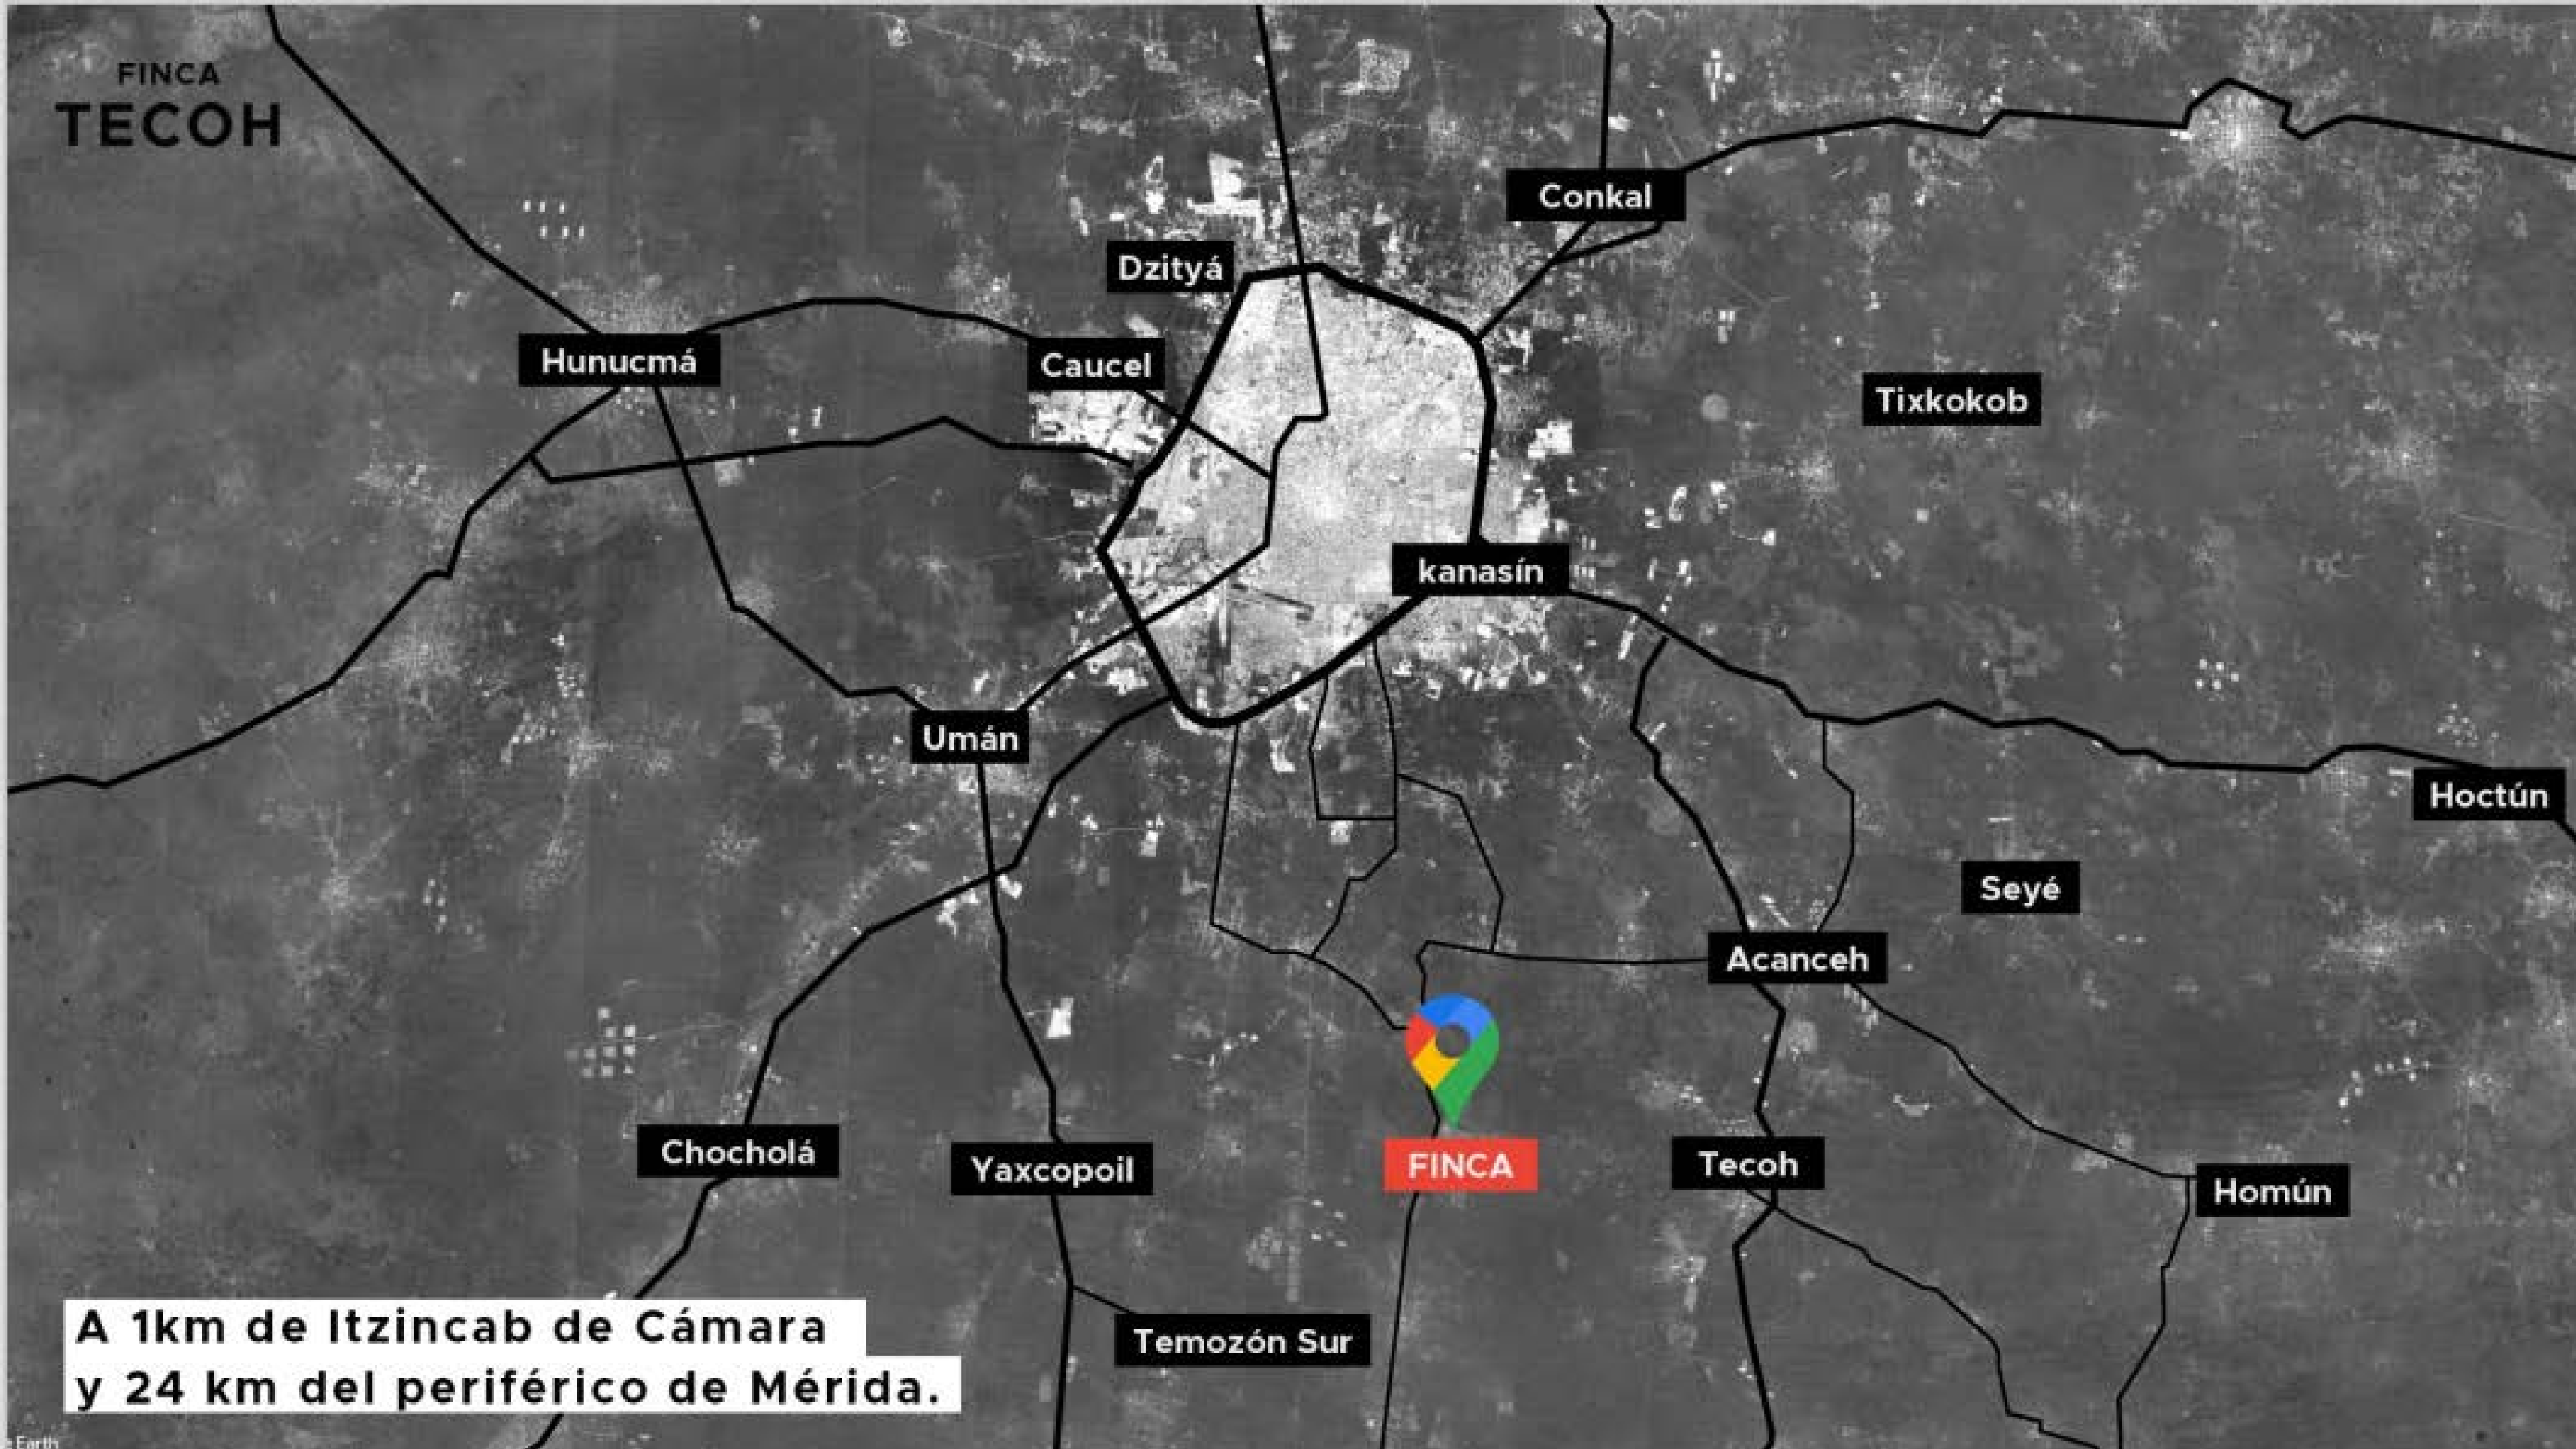 FINCA
TECOH
Conkal
Dzityá
Hunucmá
Caucel
Tixkokob
kanasín
Umán
Hoctún
Seyé
Acanceh
Chocholá
Yaxcopoil
FINCA
Tecoh
Homún
Temozón Sur
A 1km de Itzincab de Cámara
y 24 km del periférico de Mérida.
Earth